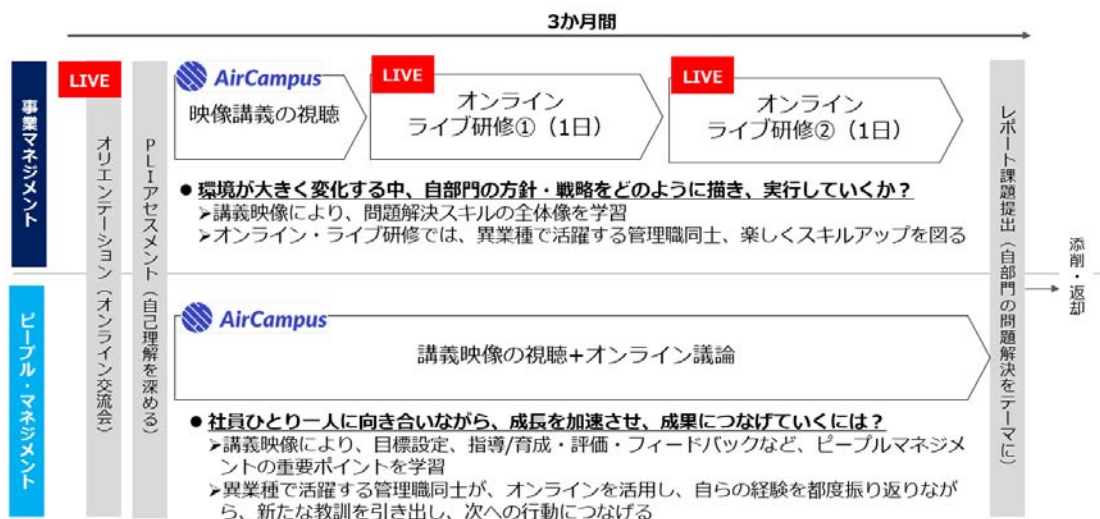 3か月間
事業マネジメント
LIVE
オリエンテーション（オンライン交流会）
PLIアセスメント（自己理解を深める）
AirCampus
映像講義の視聴
LIVE
オンライン
ライブ研修①（1日）
LIVE
オンライン
ライブ研修②（1日）
● 環境が大きく変化する中、自部門の方針・戦略をどのように描き、実行していくか？
➢講義映像により、問題解決スキルの全体像を学習
➢オンライン・ライブ研修では、異業種で活躍する管理職同士、楽しくスキルアップを図る
レポート課題提出（自部門の問題解決をテーマに）
添削・返却
ピープル・マネジメント
AirCampus
講義映像の視聴+オンライン議論
● 社員ひとり一人に向き合いながら、成長を加速させ、成果につなげていくには？
➢講義映像により、目標設定、指導/育成・評価・フィードバックなど、ピープルマネジメ
ントの重要ポイントを学習
➢異業種で活躍する管理職同士が、オンラインを活用し、自らの経験を都度振り返りなが
ら、新たな教訓を引き出し、次への行動につなげる